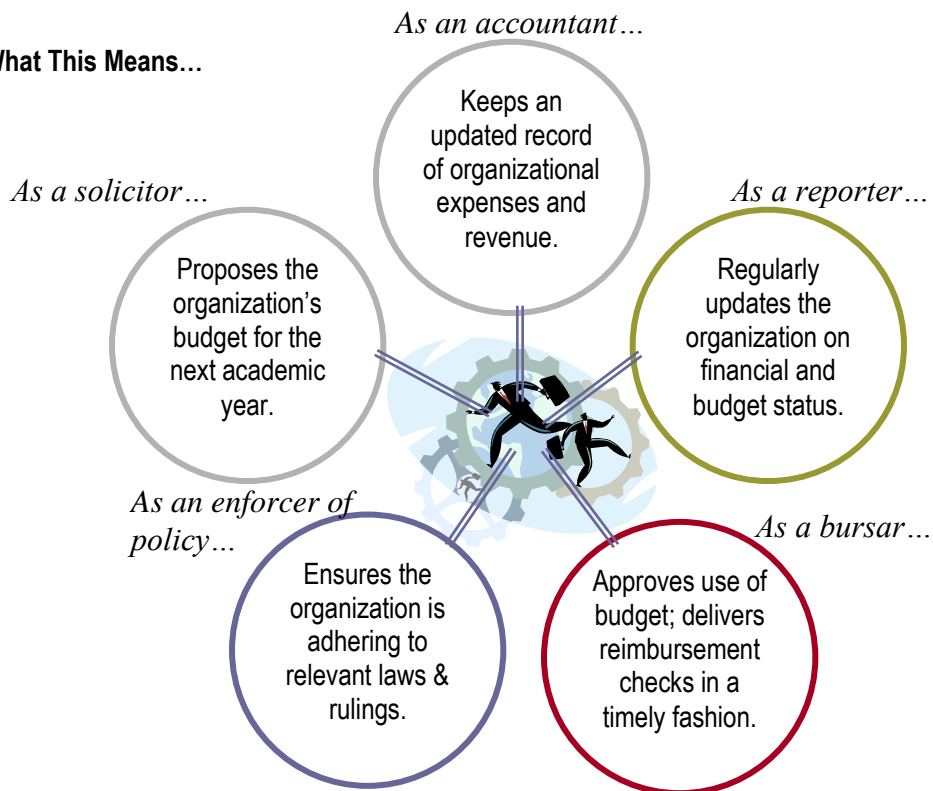 As an accountant…
What This Means…
Keeps an
updated record
of organizational
expenses and
revenue.
As a solicitor…
As a reporter…
Proposes the
organization’s
budget for the
next academic
year.
Regularly
updates the
organization on
financial and
budget status.
As an enforcer of
policy…
As a bursar…
Ensures the
organization is
adhering to
relevant laws &
rulings.
Approves use of
budget; delivers
reimbursement
checks in a
timely fashion.